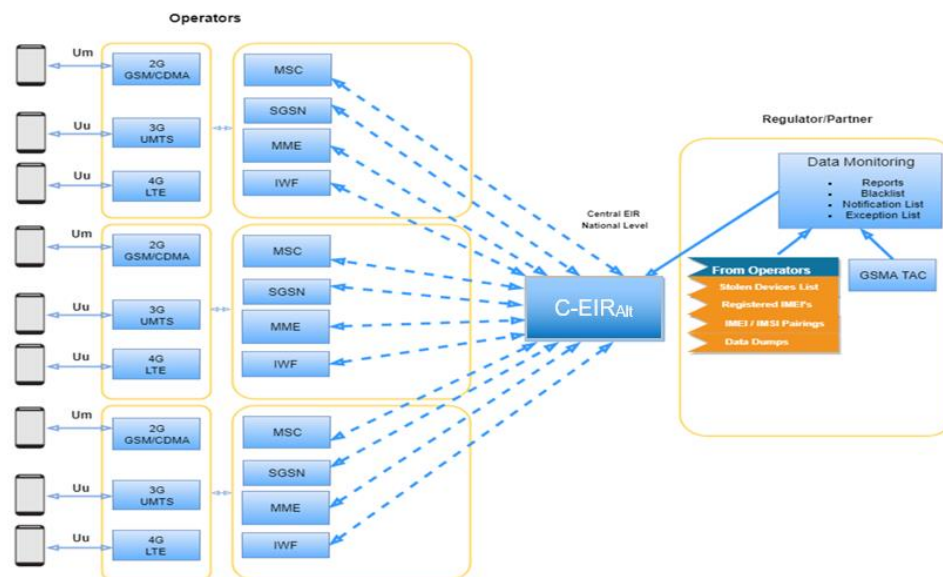 Operators
Um
2G
GSM/CDMA
Uu
3G
UMTS
Uu
4G
LTE
MSC
SGSN
MME
IWF
Um
2G
GSM/CDMA
Uu
3G
UMTS
Uu
4G
LTE
MSC
SGSN
MME
IWF
Um
2G
GSM/CDMA
Uu
3G
UMTS
Uu
4G
LTE
MSC
SGSN
MME
IWF
Central EIR
National Level
C-EIRAlt
Regulator/Partner
Data Monitoring
• Reports
• Blacklist
• Notification List
• Exception List
From Operators
Stolen Devices List
Registered IMEI's
IMEI / IMSI Pairings
Data Dumps
GSMA TAC